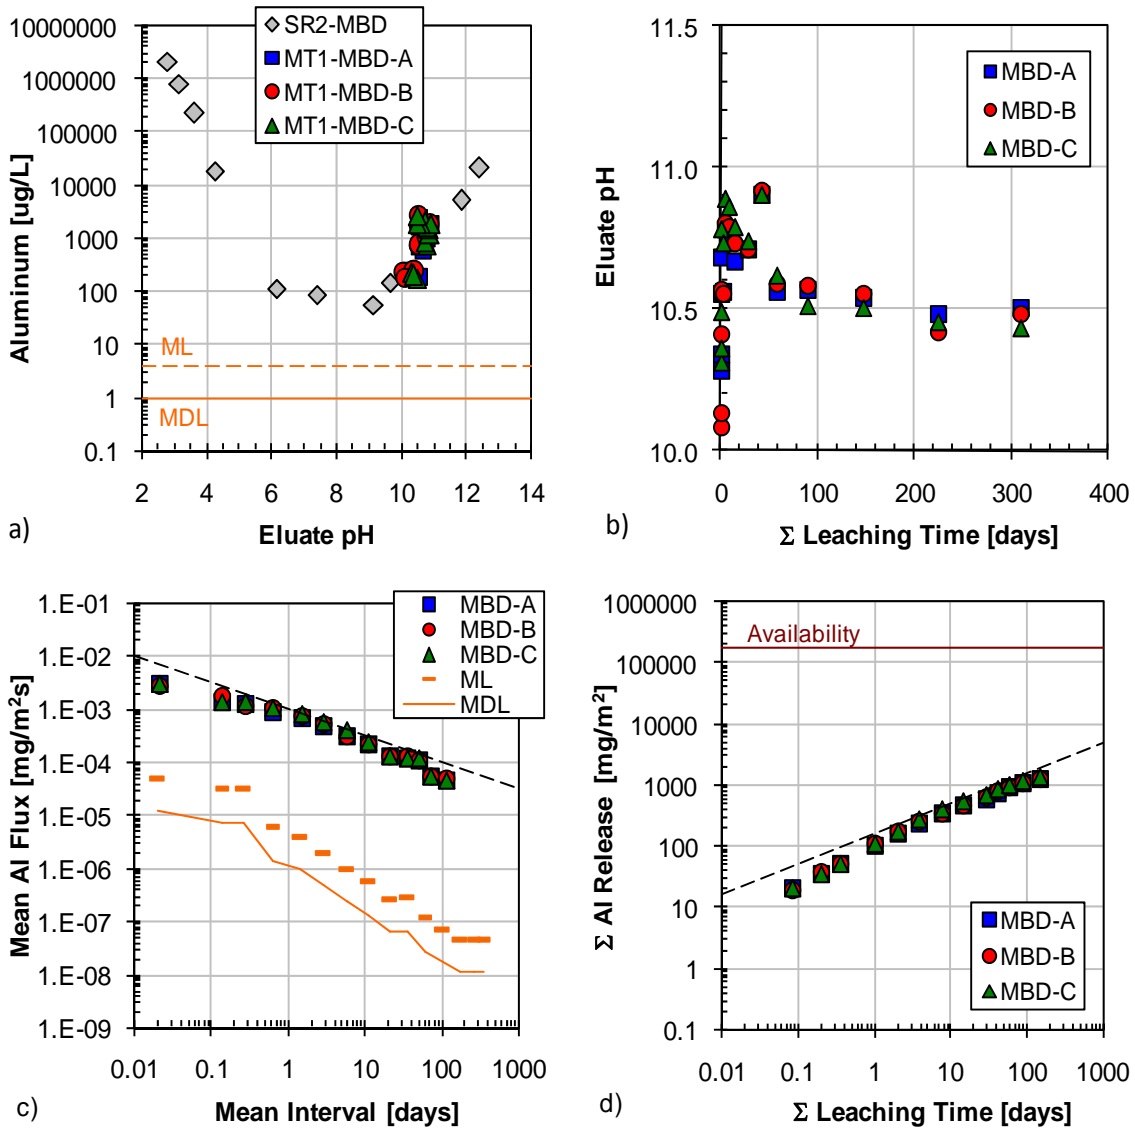 10000000
1000000
100000
10000
1000
100
10
1
0.1
Aluminum [ug/L]
SR2-MBD
MT1-MBD-A
MT1-MBD-B
MT1-MBD-C
ML
MDL
2 4 6 8 10 12 14
Eluate pH
a)
11.5
11.0
10.5
10.0
Eluate pH
MBD-A
MBD-B
MBD-C
0 100 200 300 400
Σ Leaching Time [days]
b)
1.E-01
1.E-02
1.E-03
1.E-04
1.E-05
1.E-06
1.E-07
1.E-08
1.E-09
Mean Al Flux [mg/m²s]
MBD-A
MBD-B
MBD-C
ML
MDL
0.01 0.1 1 10 100 1000
Mean Interval [days]
c)
1000000
100000
10000
1000
100
10
1
0.1
Σ Al Release [mg/m²]
Availability
MBD-A
MBD-B
MBD-C
0.01 0.1 1 10 100 1000
Σ Leaching Time [days]
d)